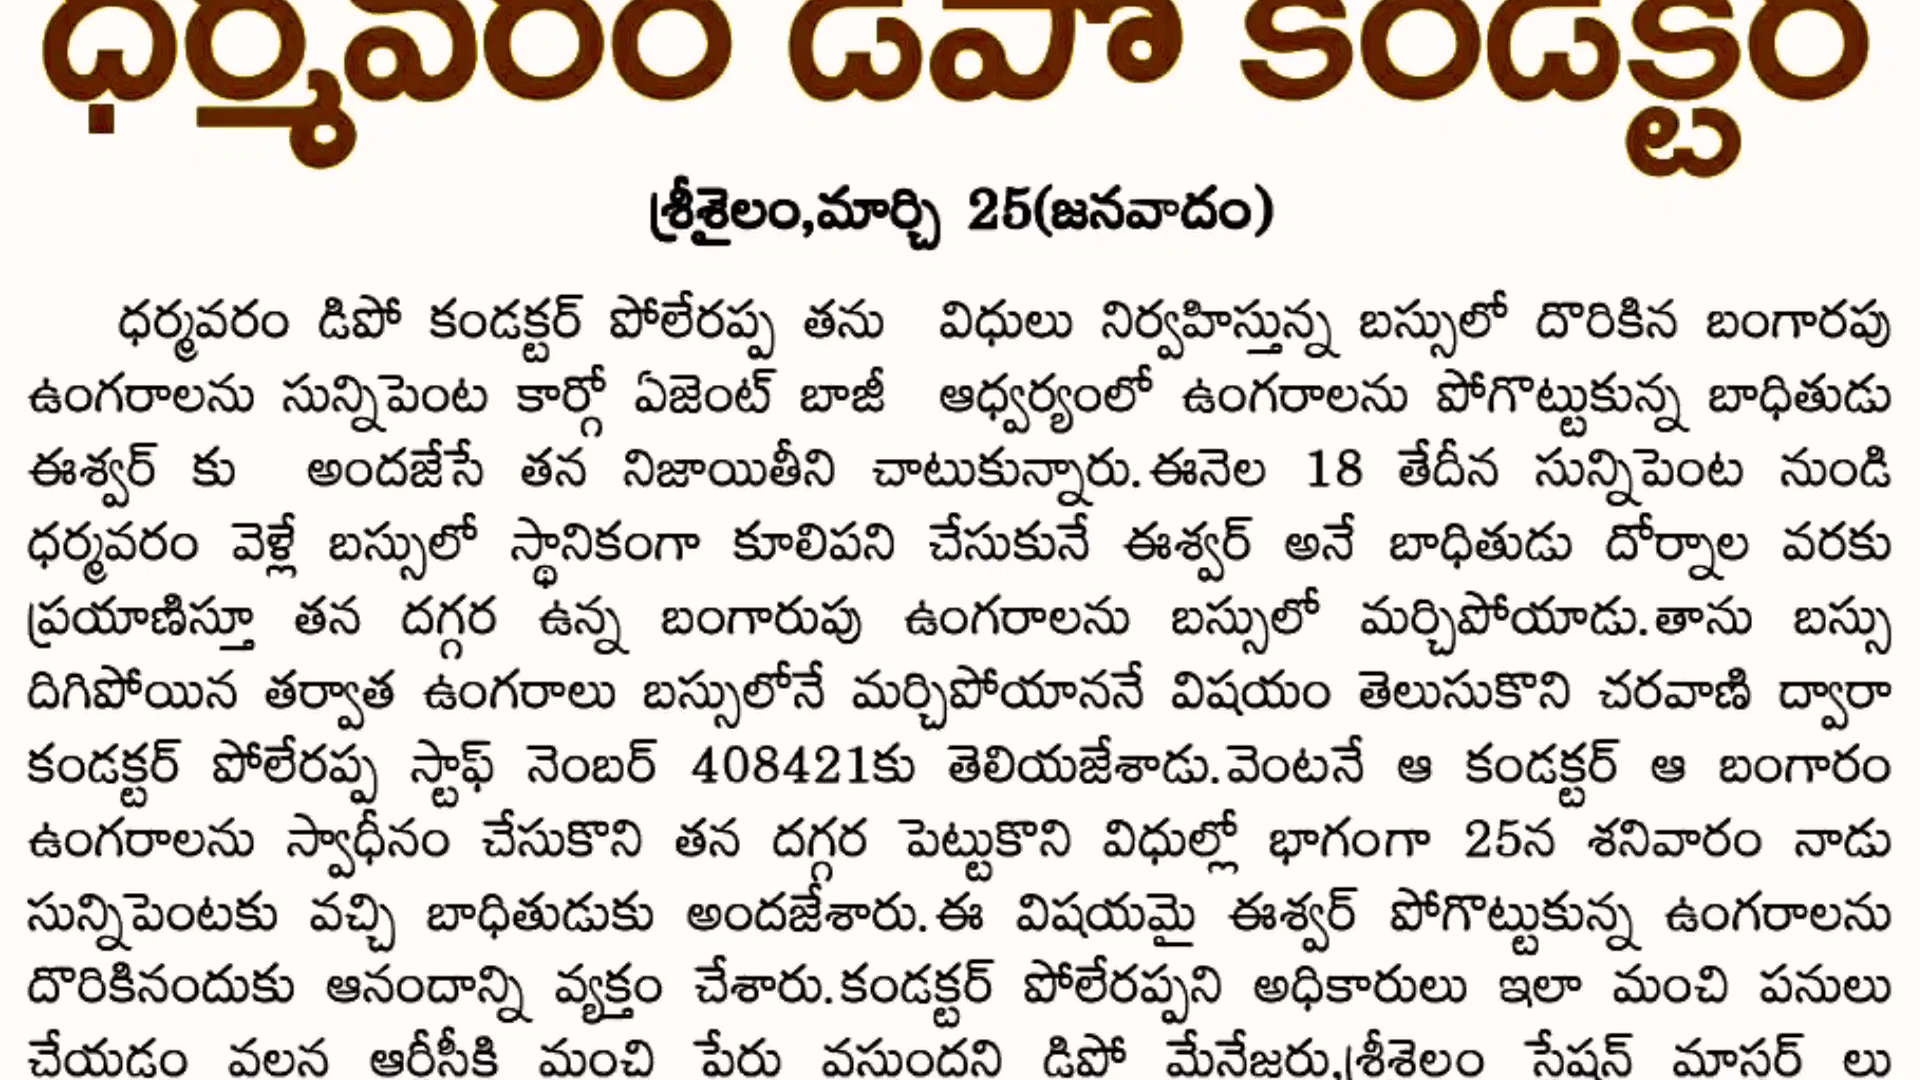 ధర్మవరం డిపో కండక్టర్
శ్రీశైలం,మార్చి 25(జనవాదం)
ధర్మవరం డిపో కండక్టర్ పోలేరప్ప తను విధులు నిర్వహిస్తున్న బస్సులో దొరికిన బంగారపు
ఉంగరాలను సున్నిపెంట కార్గో ఏజెంట్ బాజీ ఆధ్వర్యంలో ఉంగరాలను పోగొట్టుకున్న బాధితుడు
ఈశ్వర్ కు అందజేసే తన నిజాయితీని చాటుకున్నారు.ఈనెల 18 తేదీన సున్నిపెంట నుండి
ధర్మవరం వెళ్లే బస్సులో స్థానికంగా కూలిపని చేసుకునే ఈశ్వర్ అనే బాధితుడు దోర్నాల వరకు
ప్రయాణిస్తూ తన దగ్గర ఉన్న బంగారుపు ఉంగరాలను బస్సులో మర్చిపోయాడు.తాను బస్సు
దిగిపోయిన తర్వాత ఉంగరాలు బస్సులోనే మర్చిపోయాననే విషయం తెలుసుకొని చరవాణి ద్వారా
కండక్టర్ పోలేరప్ప స్టాఫ్ నెంబర్ 408421కు తెలియజేశాడు.వెంటనే ఆ కండక్టర్ ఆ బంగారం
ఉంగరాలను స్వాధీనం చేసుకొని తన దగ్గర పెట్టుకొని విధుల్లో భాగంగా 25న శనివారం నాడు
సున్నిపెంటకు వచ్చి బాధితుడుకు అందజేశారు.ఈ విషయమై ఈశ్వర్ పోగొట్టుకున్న ఉంగరాలను
దొరికినందుకు ఆనందాన్ని వ్యక్తం చేశారు.కండక్టర్ పోలేరప్పని అధికారులు ఇలా మంచి పనులు
చేయడం వలన ఆర్టీసీకి మంచి పేరు వస్తుందని డిపో మేనేజరు,శ్రీశైలం స్టేషన్ మాస్టర్ లు